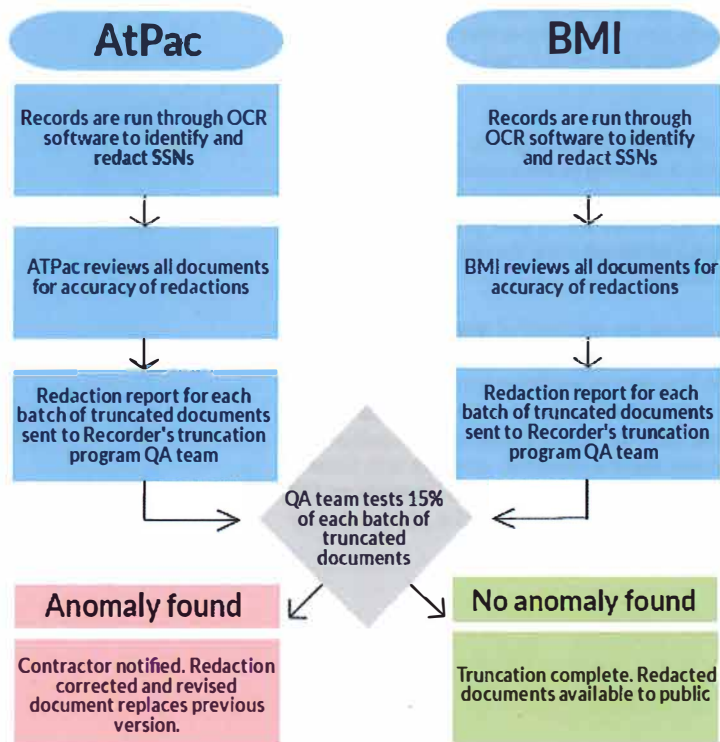 AtPac
Records are run through OCR
software to identify and
redact SSNs
ATPac reviews all documents
for accuracy of redactions
Redaction report for each
batch of truncated documents
sent to Recorder's truncation
program QA team
BMI
Records are run through
OCR software to identify
and redact SSNs
BMI reviews all documents for
accuracy of redactions
Redaction report for each
batch of truncated documents
sent to Recorder's truncation
program QA team
QA team tests 15%
of each batch of
truncated
documents
Anomaly found
Contractor notified. Redaction
corrected and revised
document replaces previous
version.
No anomaly found
Truncation complete. Redacted
documents available to public